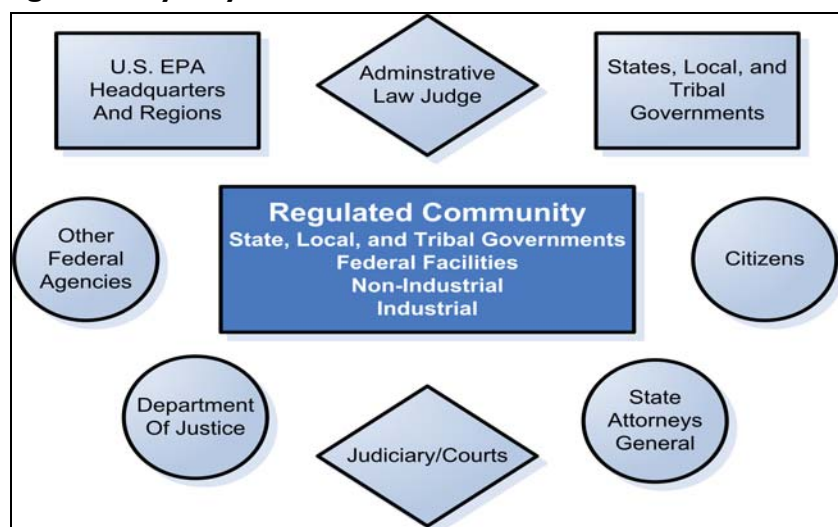 U.S. EPA
Headquarters
And Regions
Adminstrative
Law Judge
States, Local, and
Tribal
Governments
Other
Federal
Agencies
Regulated Community
State, Local, and Tribal Governments
Federal Facilities
Non-Industrial
Industrial
Citizens
Department
Of Justice
Judiciary/Courts
State
Attorneys
General